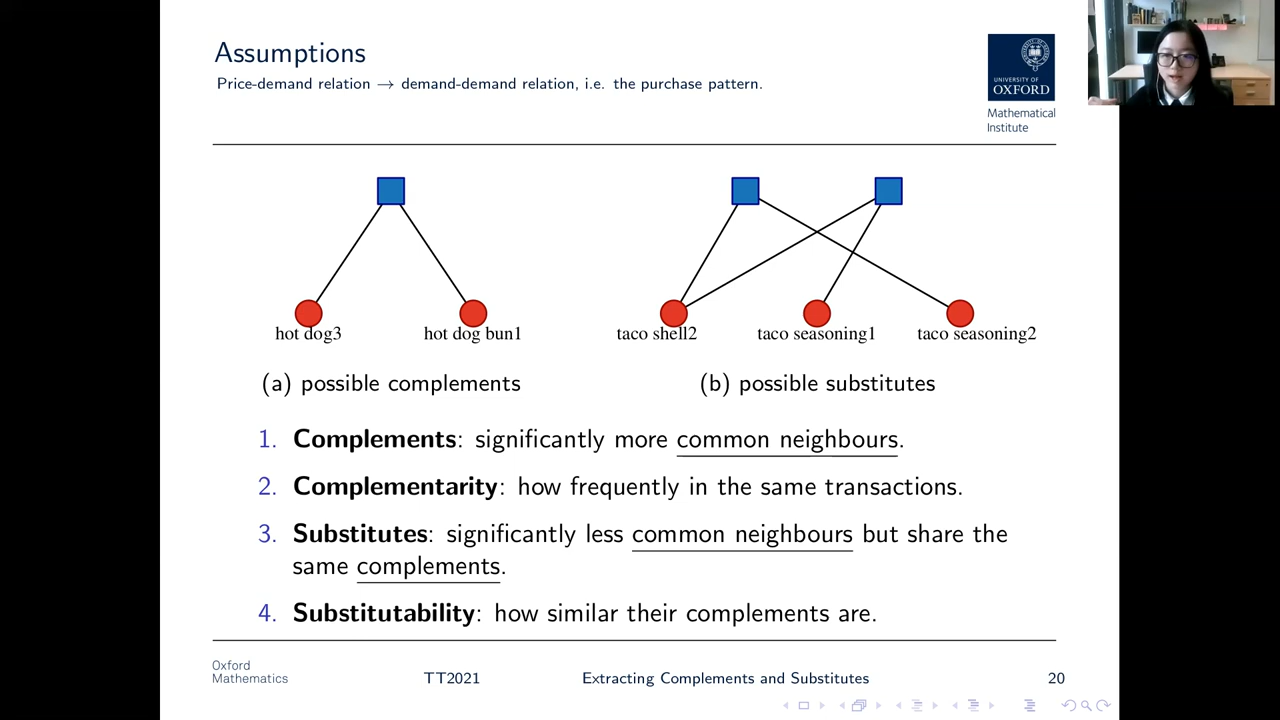 Assumptions
Price-demand relation → demand-demand relation, i.e. the purchase pattern.
UNIVERSITY OF
OXFORD
Mathematical
Institute
hot dog3
hot dog bun1
taco shell2
taco seasoning1
taco seasoning2
(a) possible complements
(b) possible substitutes
1. Complements: significantly more common neighbours.
2. Complementarity: how frequently in the same transactions.
3. Substitutes: significantly less common neighbours but share the
same complements.
4. Substitutability: how similar their complements are.
Oxford
Mathematics
TT2021
Extracting Complements and Substitutes
20